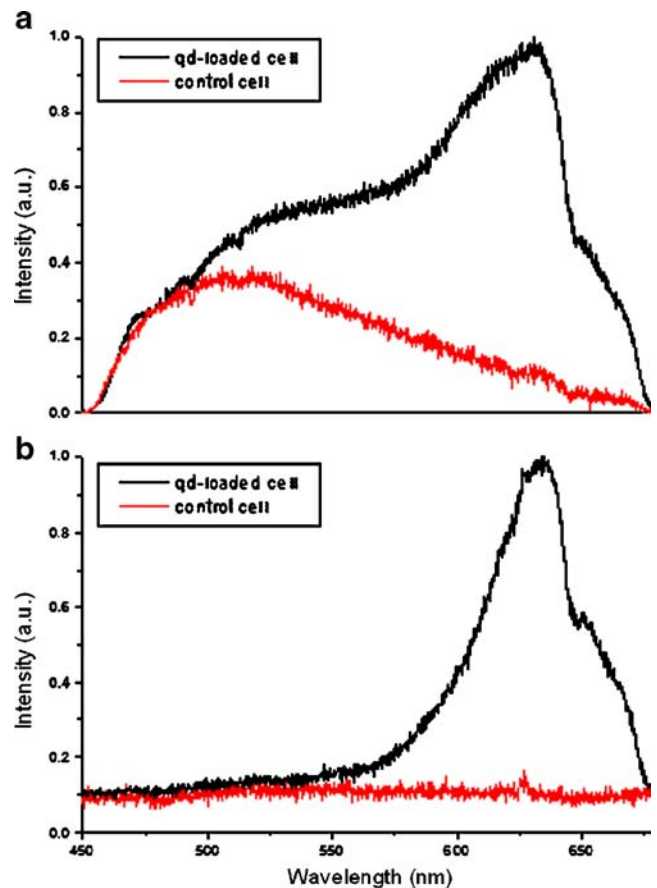 a
1.0
qd-loaded cell
control cell
0.8
0.6
0.4
0.2
0.0
Intensity (a.u.)
b
1.0
qd-loaded cell
control cell
0.8
0.6
0.4
0.2
0.0
Intensity (a.u.)
450 500 550 600 650
Wavelength (nm)